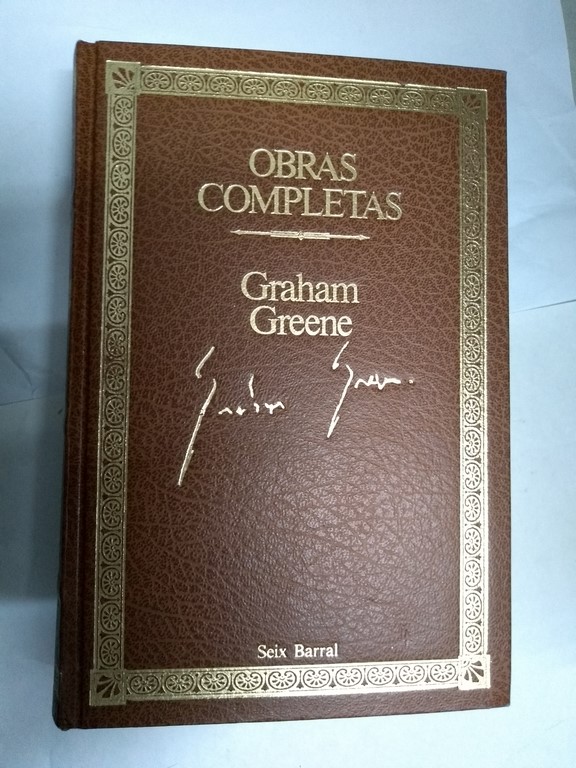 OBRAS
COMPLETAS
Graham
Greene
Seix Barral